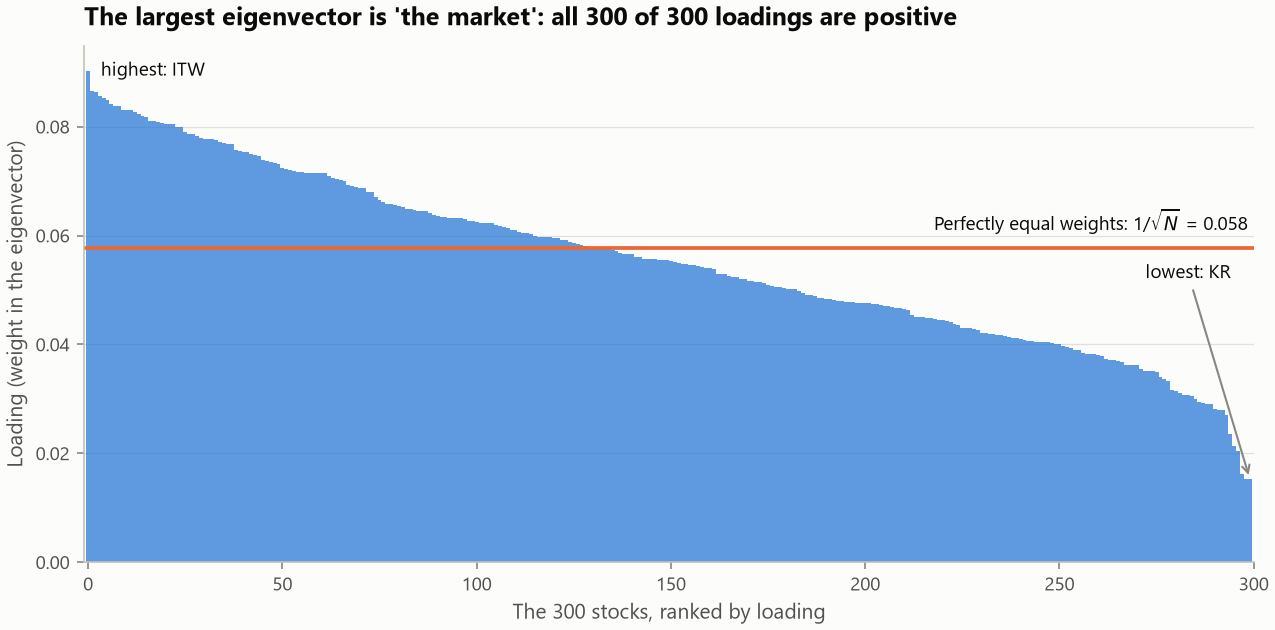 The largest eigenvector is 'the market': all 300 of 300 loadings are positive
highest: ITW
0.08
Perfectly equal weights: 1/√N = 0.058
0.06
lowest: KR
0.04
0.02
0.00
Loading (weight in the eigenvector)
0 50 100 150 200 250 300
The 300 stocks, ranked by loading